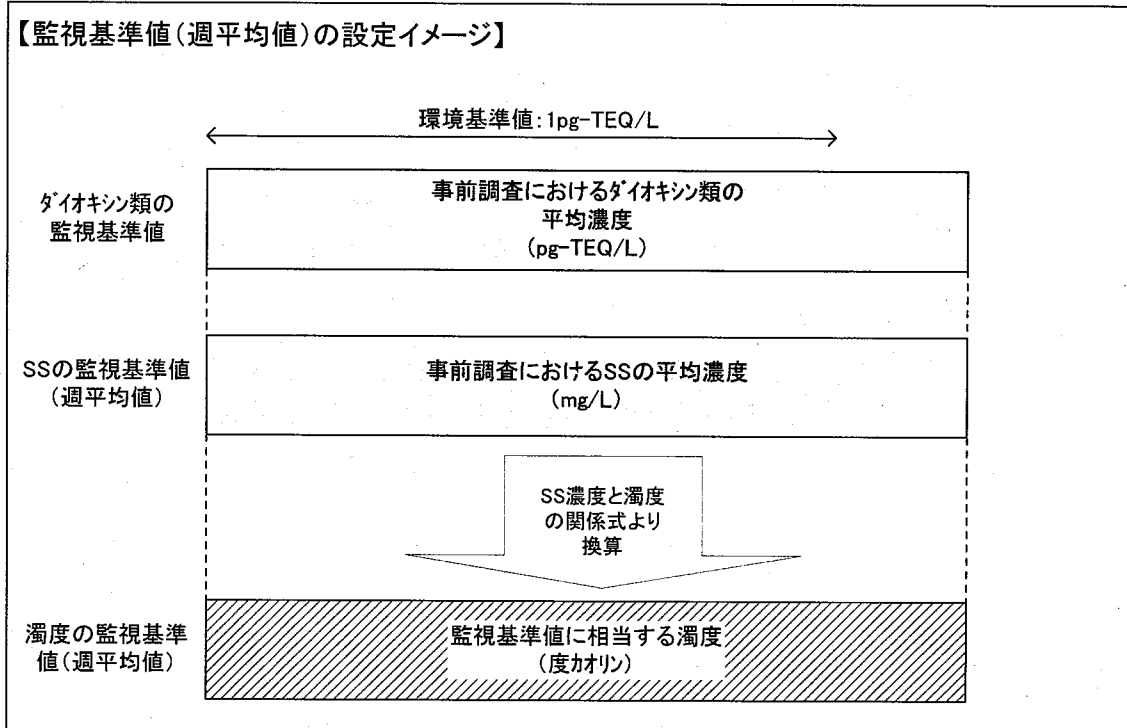 【監視基準値(週平均値)の設定イメージ】
環境基準値:1pg-TEQ/L
ダイオキシン類の
監視基準値
事前調査におけるダイオキシン類の
平均濃度
(pg-TEQ/L)
SSの監視基準値
(週平均値)
事前調査におけるSSの平均濃度
(mg/L)
SS濃度と濁度
の関係式より
換算
濁度の監視基準
値(週平均値)
監視基準値に相当する濁度
(度カオリン)